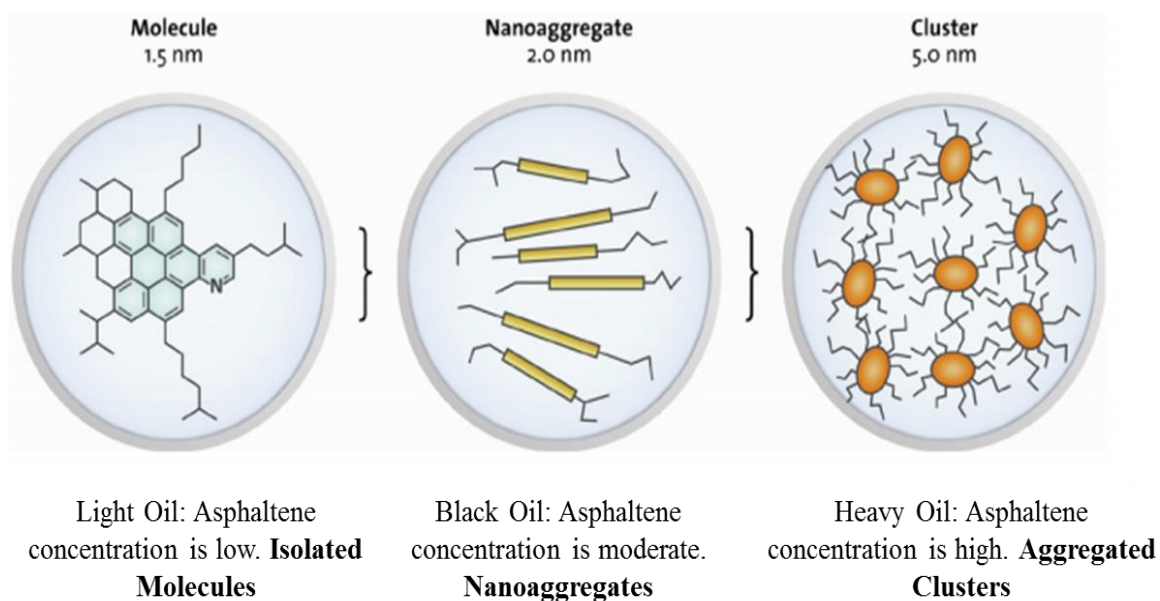 Molecule
1.5 nm
Nanoaggregate
2.0 nm
Cluster
5.0 nm
N
Light Oil: Asphaltene
concentration is low. Isolated
Molecules
Black Oil: Asphaltene
concentration is moderate.
Nanoaggregates
Heavy Oil: Asphaltene
concentration is high. Aggregated
Clusters